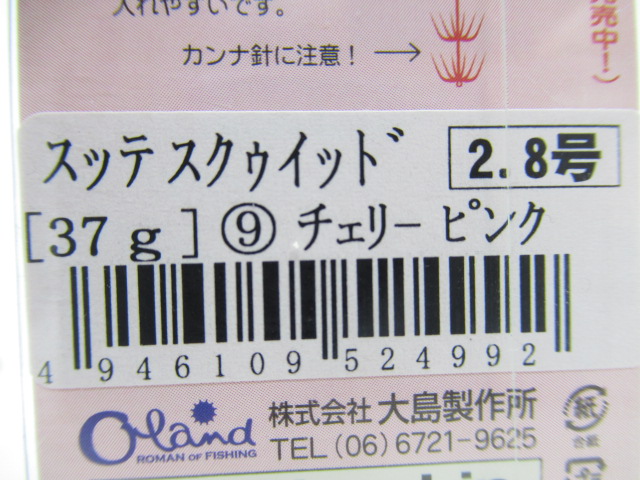 入れやすいです。
カンナ針に注意！→
発売中！）
スッテ スクゥイッド 2.8号
[37ｇ] ⑨ チェリー ピンク
4 946109 524992
Oland
ROMAN OF FISHING
株式会社 大島製作所
TEL (06) 6721-9625
紙
台紙